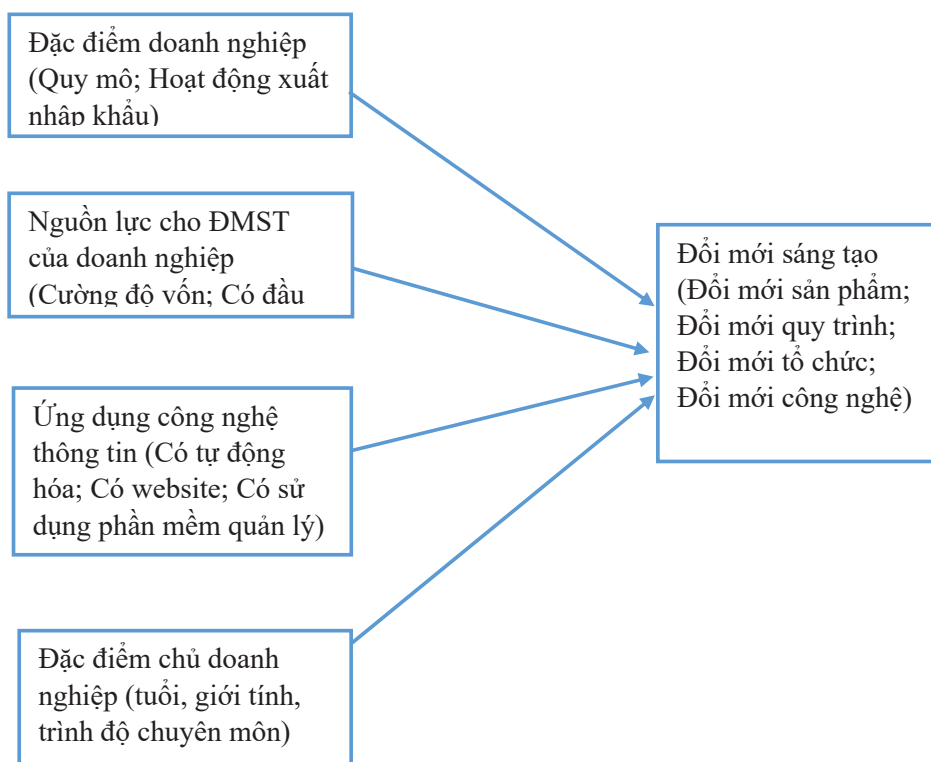 Đặc điểm doanh nghiệp
(Quy mô; Hoạt động xuất
nhập khẩu)
Nguồn lực cho ĐMST
của doanh nghiệp
(Cường độ vốn; Có đầu
Ứng dụng công nghệ
thông tin (Có tự động
hóa; Có website; Có sử
dụng phần mềm quản lý)
Đặc điểm chủ doanh
nghiệp (tuổi, giới tính,
trình độ chuyên môn)
Đổi mới sáng tạo
(Đổi mới sản phẩm;
Đổi mới quy trình;
Đổi mới tổ chức;
Đổi mới công nghệ)